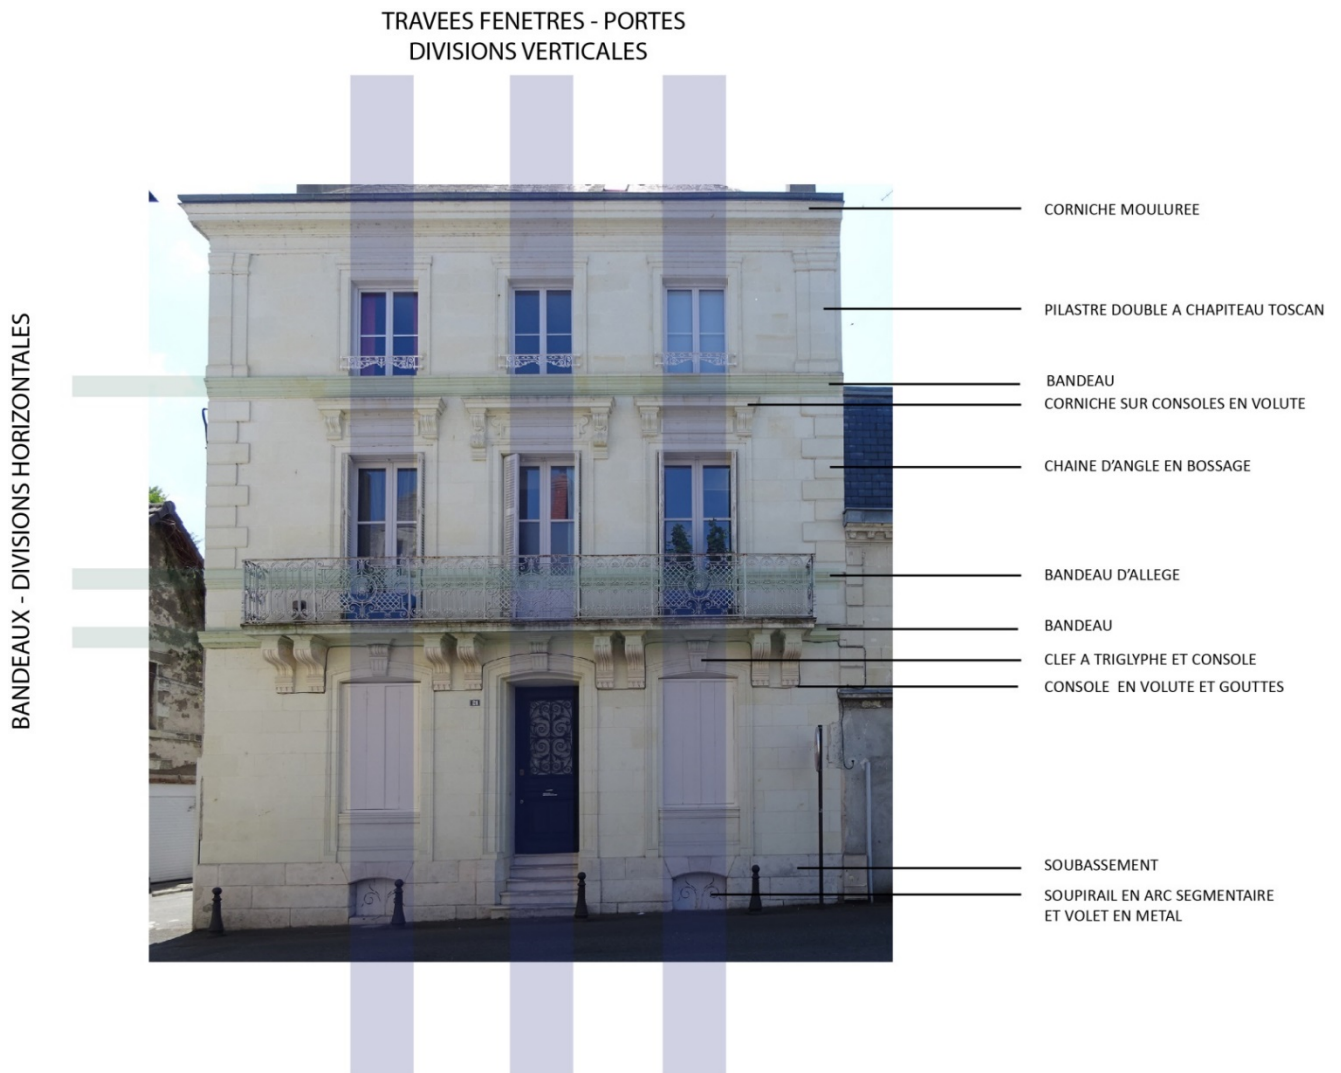 TRAVEES FENETRES - PORTES
DIVISIONS VERTICALES
BANDEAUX - DIVISIONS HORIZONTALES
CORNICHE MOULUREE
PILASTRE DOUBLE A CHAPITEAU TOSCAN
BANDEAU
CORNICHE SUR CONSOLES EN VOLUTE
CHAINE D'ANGLE EN BOSSAGE
BANDEAU D'ALLEGE
BANDEAU
CLEF A TRIGLYPHE ET CONSOLE
CONSOLE EN VOLUTE ET GOUTTES
SOUBASSEMENT
SOUPIRAIL EN ARC SEGMENTAIRE
ET VOLET EN METAL